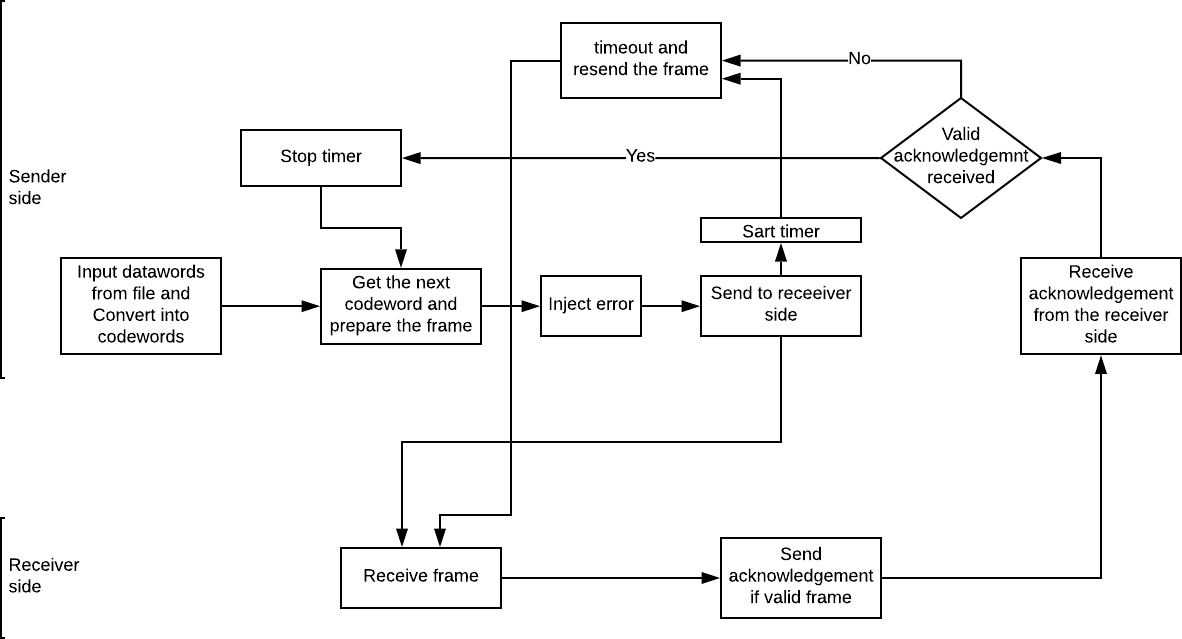 timeout and
resend the frame
No
Valid
acknowledgemnt
received
Stop timer
Yes
Sender
side
Sart timer
Input datawords
from file and
Convert into
codewords
Get the next
codeword and
prepare the frame
Inject error
Send to receeiver
side
Receive
acknowledgement
from the receiver
side
Receiver
side
Receive frame
Send
acknowledgement
if valid frame